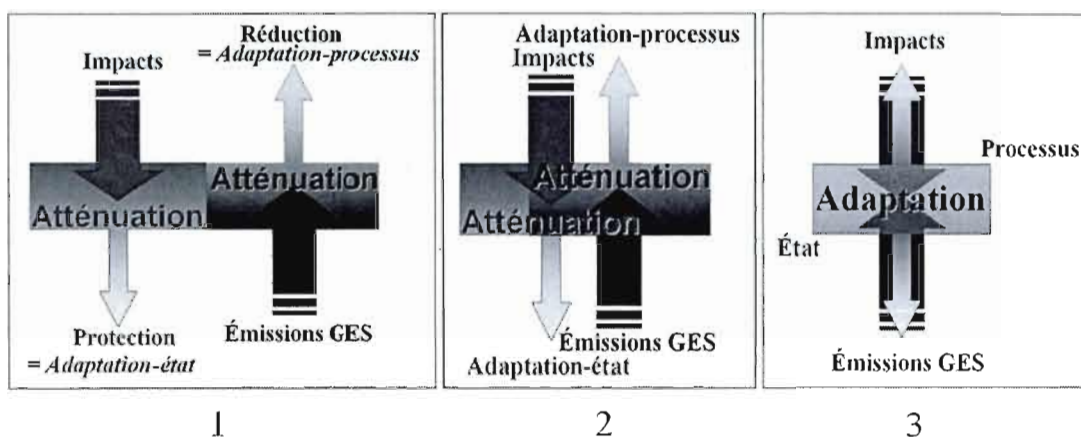 Réduction
= Adaptation-processus
Impacts
Atténuation
Atténuation
Protection
= Adaptation-état
Émissions GES
Adaptation-processus
Impacts
Atténuation
Atténuation
Émissions GES
Adaptation-état
Impacts
Processus
Adaptation
État
Émissions GES
1
2
3